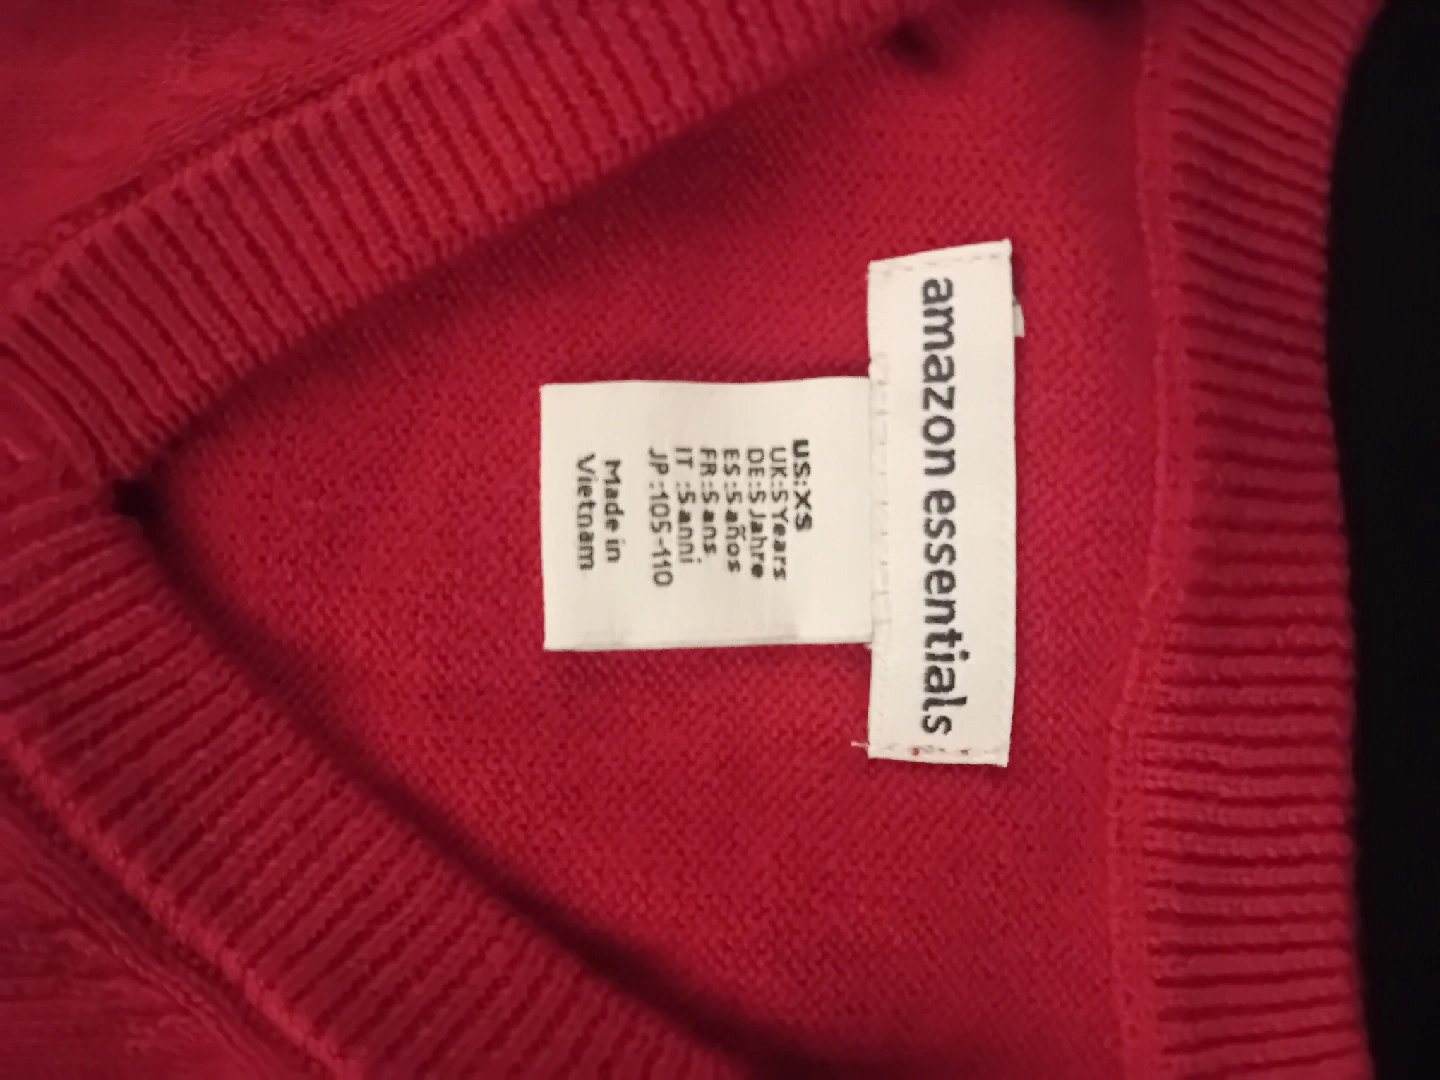 amazon essentials
US:XS
UK:5 Years
DE:5 Jahre
ES:5 años
FR:5 ans
IT :5 anni
JP:105-110
Made in
Vietnam